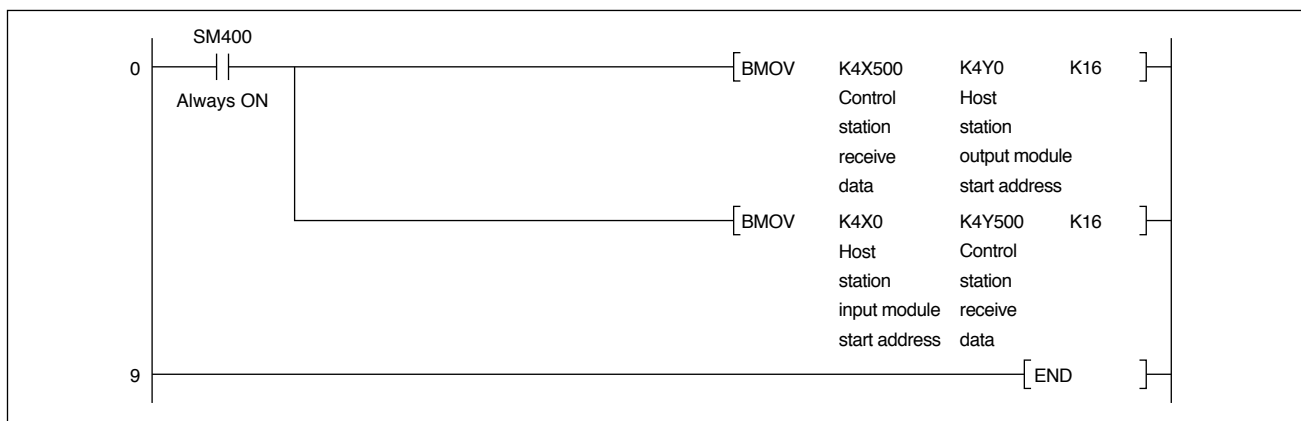 SM400
0 BMOV K4X500 K4Y0 K16
Always ON Control Host
station station
receive output module
data start address
BMOV K4X0 K4Y500 K16
Host Control
station station
input module receive
start address data
9 END